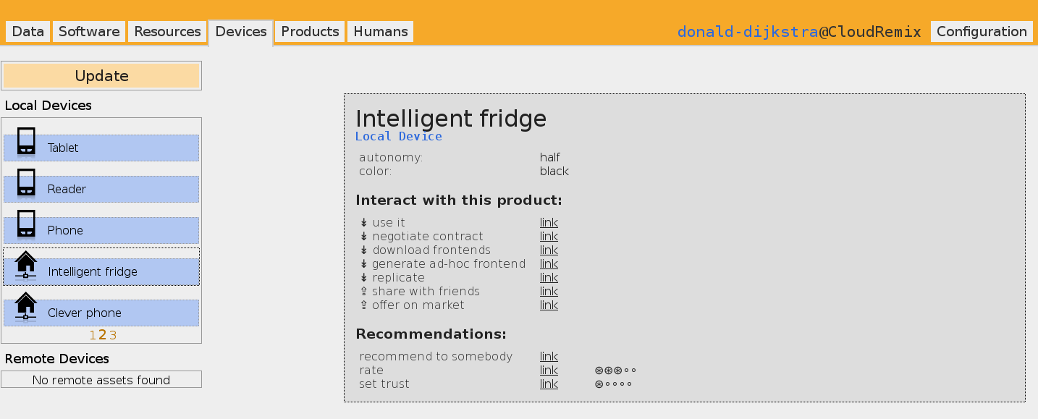 Data Software Resources Devices Products Humans donald-dijkstra@CloudRemix Configuration
Update
Local Devices
Tablet
Reader
Phone
Intelligent fridge
Clever phone
1 2 3
Remote Devices
No remote assets found
Intelligent fridge
Local Device
autonomy: half
color: black
Interact with this product:
↡ use it link
↡ negotiate contract link
↡ download frontends link
↡ generate ad-hoc frontend link
↡ replicate link
⇪ share with friends link
⇪ offer on market link
Recommendations:
recommend to somebody link
rate link ⊛⊛⊛∘∘
set trust link ⊛∘∘∘∘